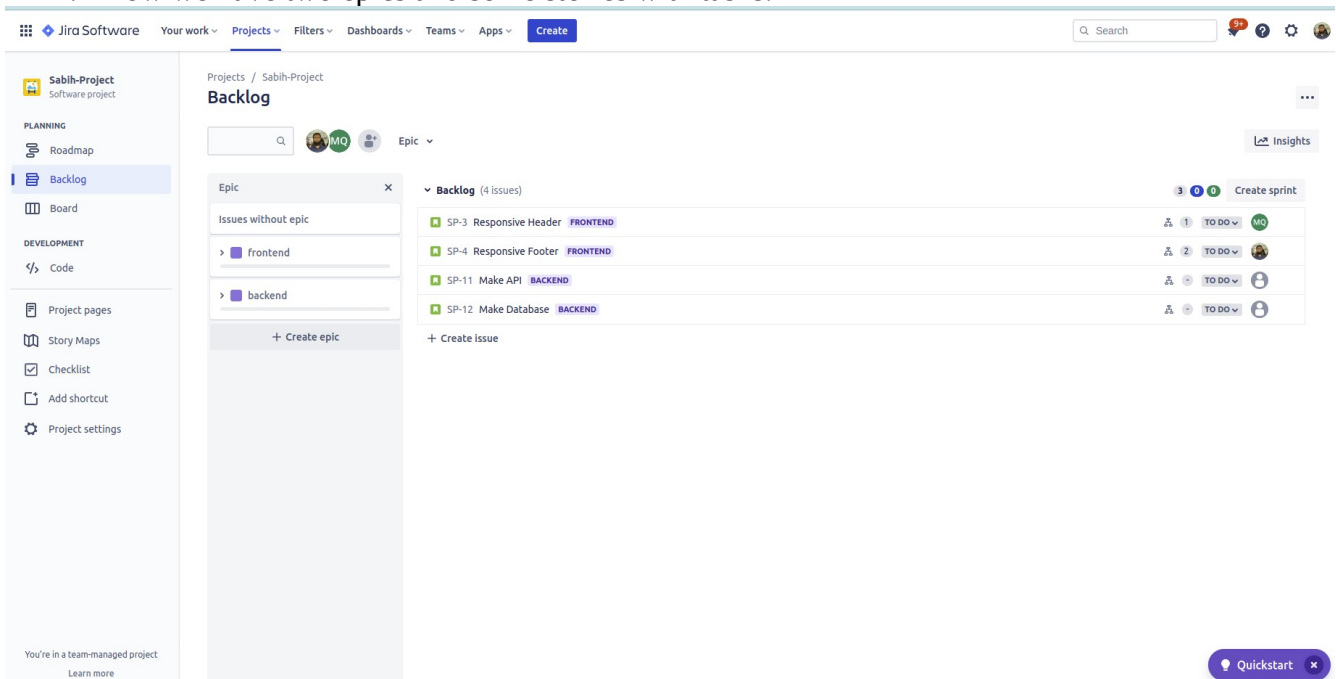 Jira Software Your work Projects Filters Dashboards Teams Apps Create Search 9+
Sabih-Project
Software project
PLANNING
Roadmap
Backlog
Board
DEVELOPMENT
Code
Project pages
Story Maps
Checklist
Add shortcut
Project settings
You're in a team-managed project
Learn more
Projects / Sabih-Project
Backlog
MQ Epic Insights
Epic
Issues without epic
frontend
backend
+ Create epic
Backlog (4 issues) 3 0 0 Create sprint
SP-3 Responsive Header FRONTEND 1 TO DO MQ
SP-4 Responsive Footer FRONTEND 2 TO DO
SP-11 Make API BACKEND - TO DO
SP-12 Make Database BACKEND - TO DO
+ Create issue
Quickstart